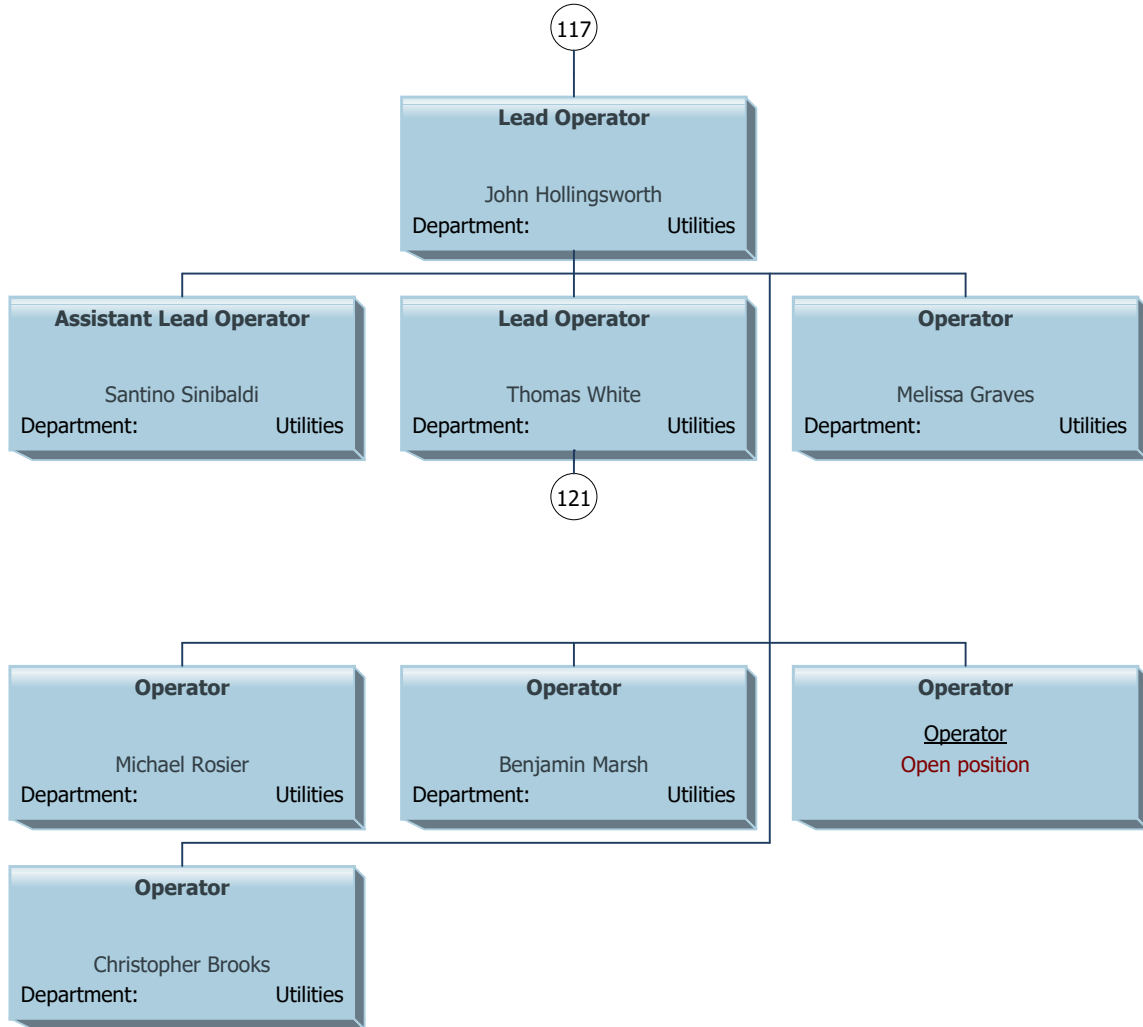 117
Lead Operator
John Hollingsworth
Department: Utilities
Assistant Lead Operator
Santino Sinibaldi
Department: Utilities
Lead Operator
Thomas White
Department: Utilities
Operator
Melissa Graves
Department: Utilities
121
Operator
Michael Rosier
Department: Utilities
Operator
Benjamin Marsh
Department: Utilities
Operator
Operator
Open position
Operator
Christopher Brooks
Department: Utilities